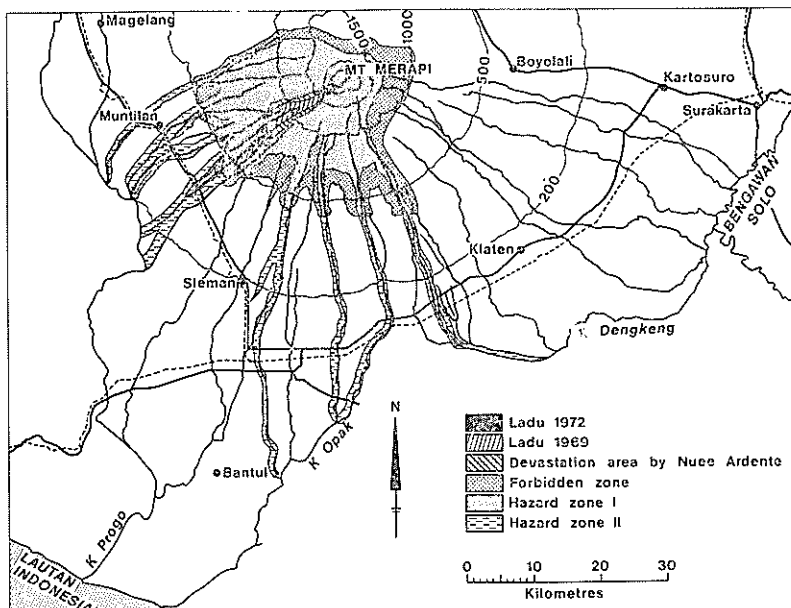 Magelang
1500
1000
MT MERAPI
500
Boyolali
Kartosuro
Surakarta
Muntilan
200
BENGAWAN
SOLO
Klaten
Sleman
K Dengkeng
N
K Opak
Bantul
K Progo
LAUTAN
INDONESIA
Ladu 1972
Ladu 1969
Devastation area by Nuee Ardente
Forbidden zone
Hazard zone I
Hazard zone II
0 10 20 30
Kilometres